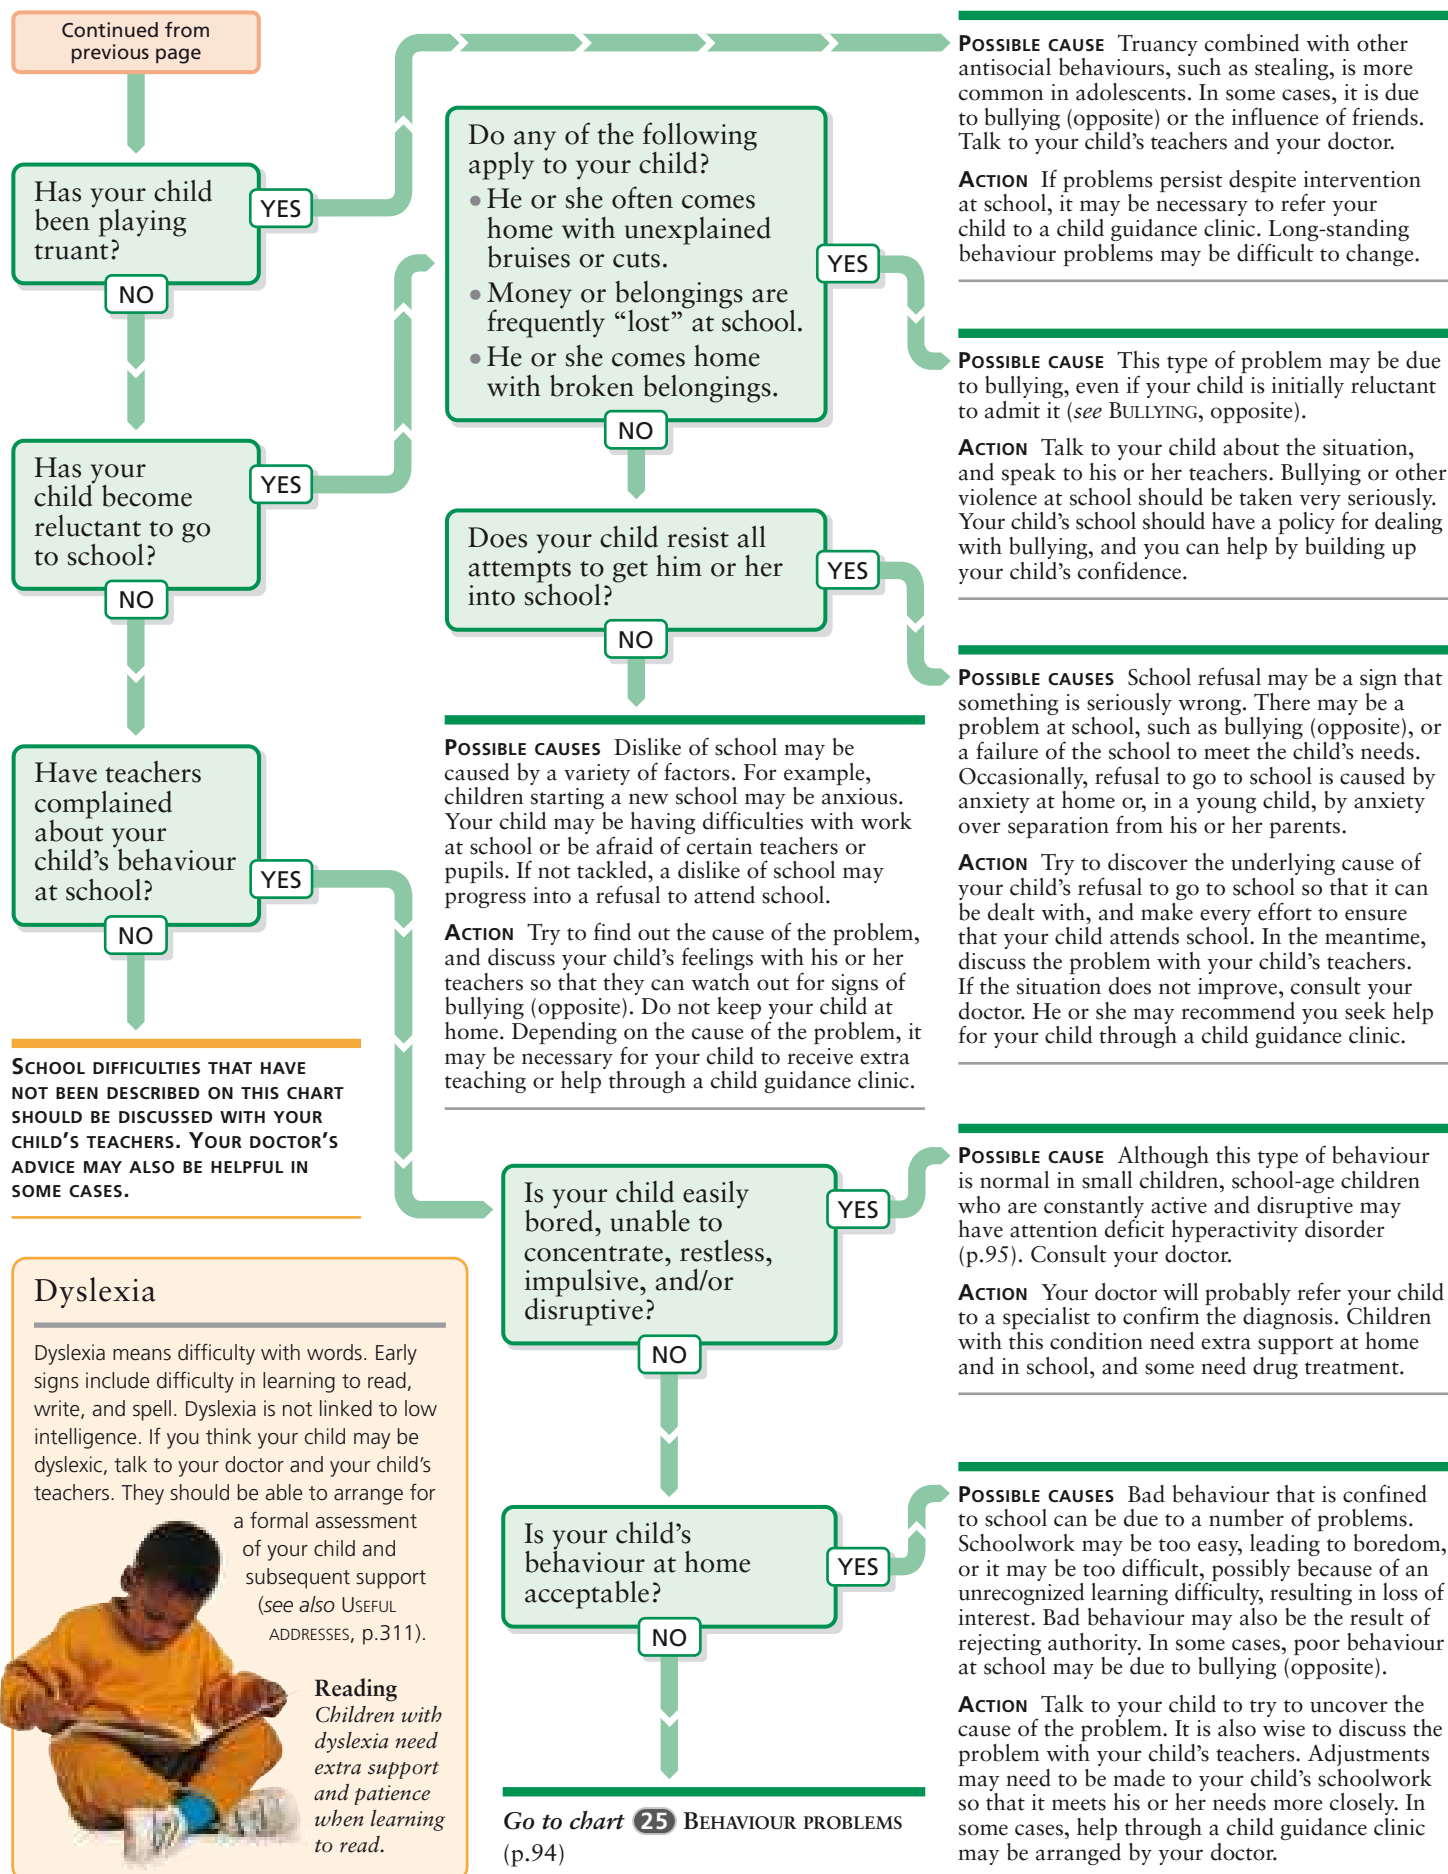 Continued from
previous page
Has your child
been playing
truant?
YES
NO
Has your
child become
reluctant to go
to school?
YES
NO
Have teachers
complained
about your
child's behaviour
at school?
YES
NO
SCHOOL DIFFICULTIES THAT HAVE
NOT BEEN DESCRIBED ON THIS CHART
SHOULD BE DISCUSSED WITH YOUR
CHILD'S TEACHERS. YOUR DOCTOR'S
ADVICE MAY ALSO BE HELPFUL IN
SOME CASES.
Do any of the following
apply to your child?
• He or she often comes
home with unexplained
bruises or cuts.
• Money or belongings are
frequently “lost” at school.
• He or she comes home
with broken belongings.
YES
NO
Does your child resist all
attempts to get him or her
into school?
YES
NO
POSSIBLE CAUSES Dislike of school may be
caused by a variety of factors. For example,
children starting a new school may be anxious.
Your child may be having difficulties with work
at school or be afraid of certain teachers or
pupils. If not tackled, a dislike of school may
progress into a refusal to attend school.
ACTION Try to find out the cause of the problem,
and discuss your child's feelings with his or her
teachers so that they can watch out for signs of
bullying (opposite). Do not keep your child at
home. Depending on the cause of the problem, it
may be necessary for your child to receive extra
teaching or help through a child guidance clinic.
Is your child easily
bored, unable to
concentrate, restless,
impulsive, and/or
disruptive?
YES
NO
Is your child's
behaviour at home
acceptable?
YES
NO
Go to chart 25 BEHAVIOUR PROBLEMS
(p.94)
POSSIBLE CAUSE Truancy combined with other
antisocial behaviours, such as stealing, is more
common in adolescents. In some cases, it is due
to bullying (opposite) or the influence of friends.
Talk to your child's teachers and your doctor.
ACTION If problems persist despite intervention
at school, it may be necessary to refer your
child to a child guidance clinic. Long-standing
behaviour problems may be difficult to change.
POSSIBLE CAUSE This type of problem may be due
to bullying, even if your child is initially reluctant
to admit it (see BULLYING, opposite).
ACTION Talk to your child about the situation,
and speak to his or her teachers. Bullying or other
violence at school should be taken very seriously.
Your child's school should have a policy for dealing
with bullying, and you can help by building up
your child's confidence.
POSSIBLE CAUSES School refusal may be a sign that
something is seriously wrong. There may be a
problem at school, such as bullying (opposite), or
a failure of the school to meet the child's needs.
Occasionally, refusal to go to school is caused by
anxiety at home or, in a young child, by anxiety
over separation from his or her parents.
ACTION Try to discover the underlying cause of
your child's refusal to go to school so that it can
be dealt with, and make every effort to ensure
that your child attends school. In the meantime,
discuss the problem with your child's teachers.
If the situation does not improve, consult your
doctor. He or she may recommend you seek help
for your child through a child guidance clinic.
POSSIBLE CAUSE Although this type of behaviour
is normal in small children, school-age children
who are constantly active and disruptive may
have attention deficit hyperactivity disorder
(p.95). Consult your doctor.
ACTION Your doctor will probably refer your child
to a specialist to confirm the diagnosis. Children
with this condition need extra support at home
and in school, and some need drug treatment.
POSSIBLE CAUSES Bad behaviour that is confined
to school can be due to a number of problems.
Schoolwork may be too easy, leading to boredom,
or it may be too difficult, possibly because of an
unrecognized learning difficulty, resulting in loss of
interest. Bad behaviour may also be the result of
rejecting authority. In some cases, poor behaviour
at school may be due to bullying (opposite).
ACTION Talk to your child to try to uncover the
cause of the problem. It is also wise to discuss the
problem with your child's teachers. Adjustments
may need to be made to your child's schoolwork
so that it meets his or her needs more closely. In
some cases, help through a child guidance clinic
may be arranged by your doctor.
Dyslexia
Dyslexia means difficulty with words. Early
signs include difficulty in learning to read,
write, and spell. Dyslexia is not linked to low
intelligence. If you think your child may be
dyslexic, talk to your doctor and your child's
teachers. They should be able to arrange for
a formal assessment
of your child and
subsequent support
(see also USEFUL
ADDRESSES, p.311).
Reading
Children with
dyslexia need
extra support
and patience
when learning
to read.